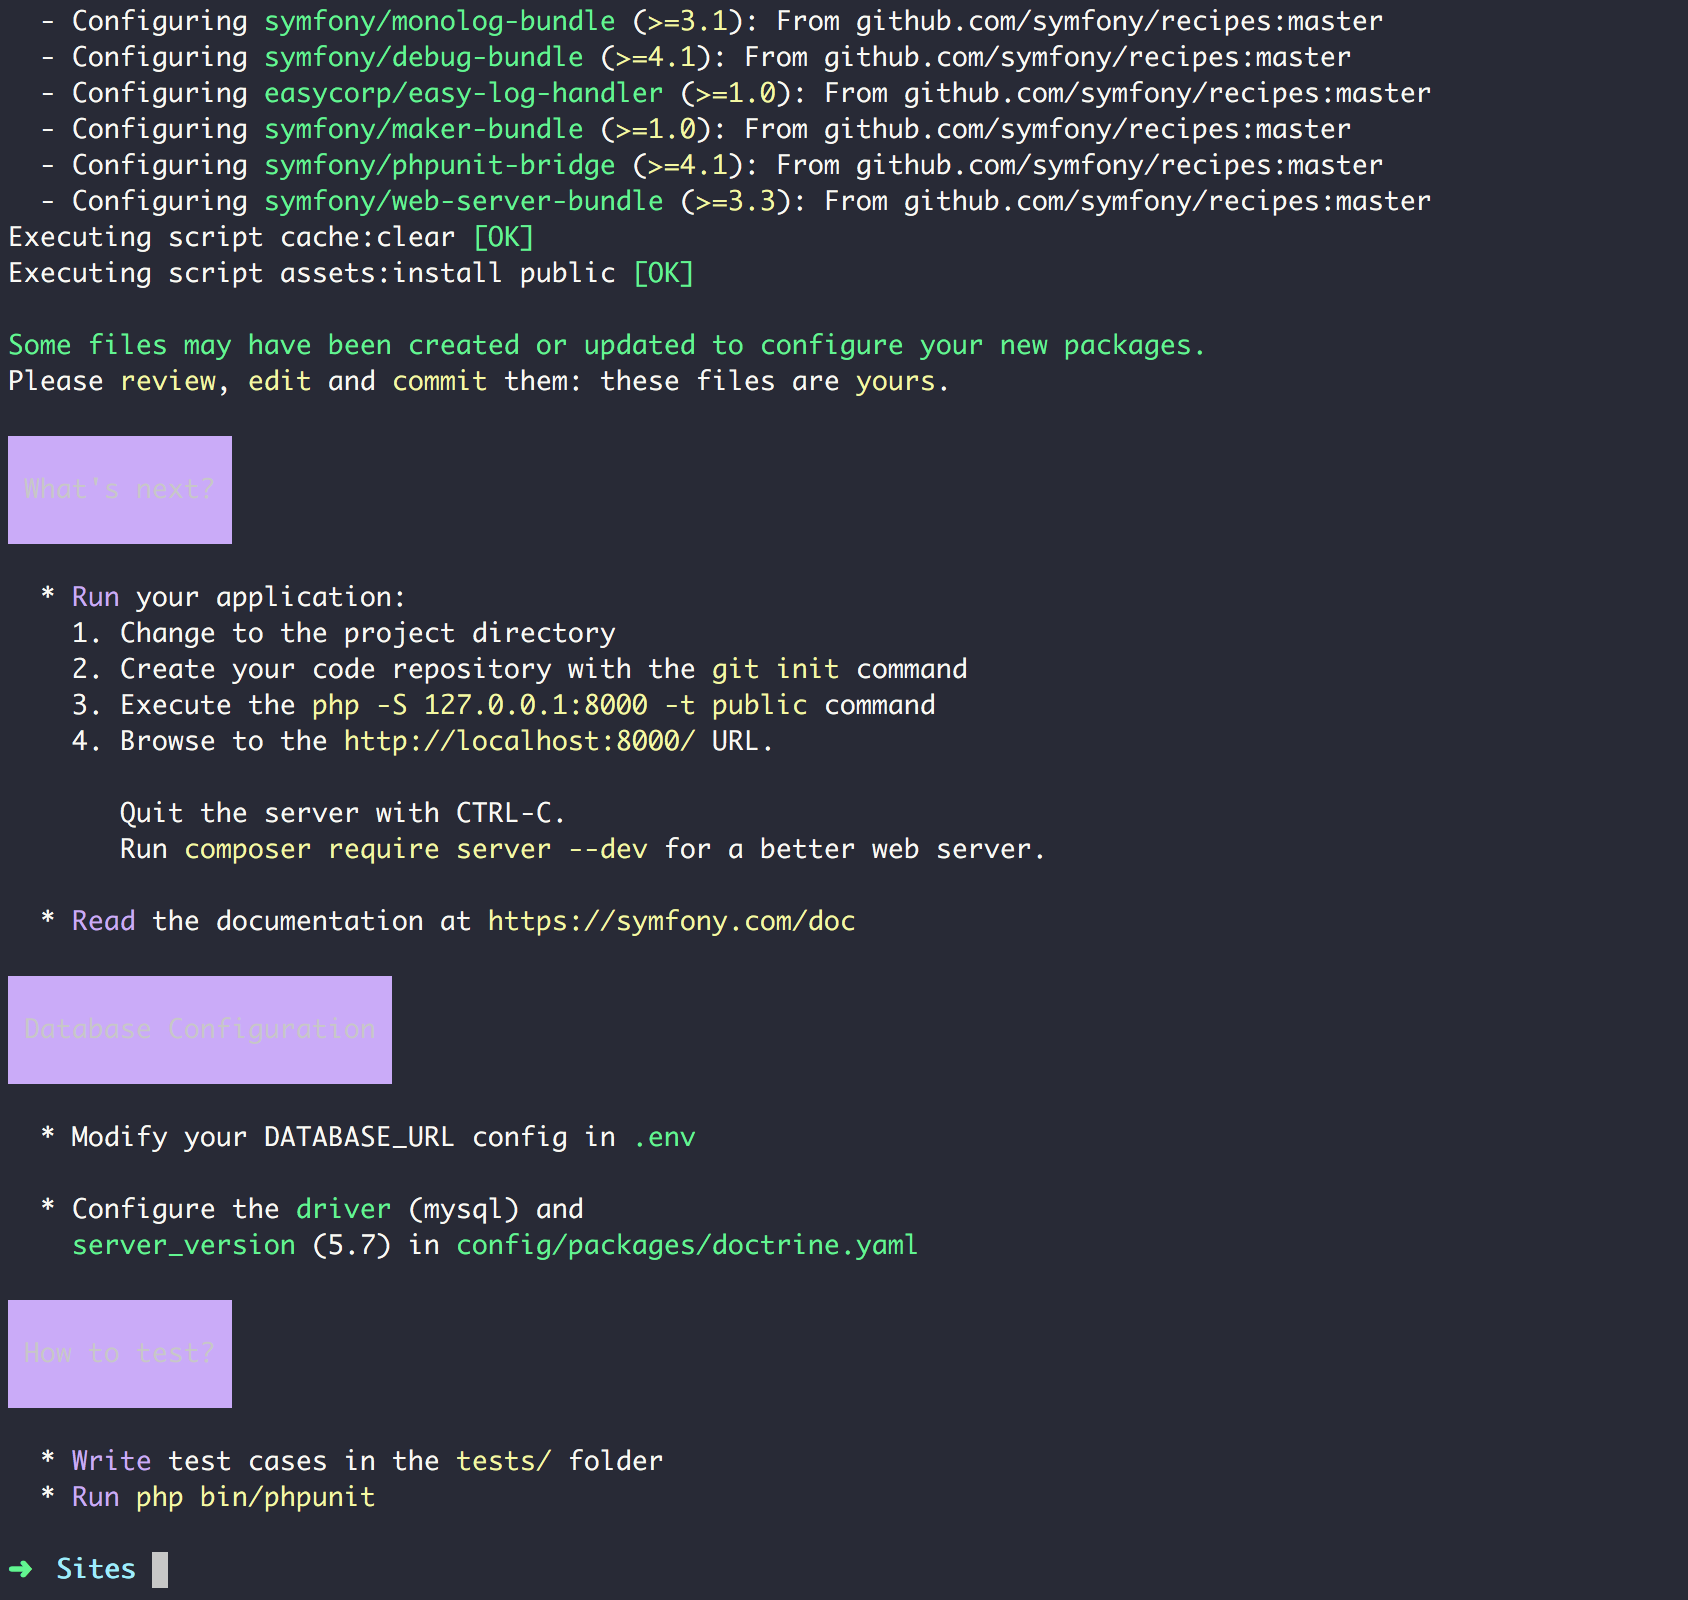 - Configuring symfony/monolog-bundle (>=3.1): From github.com/symfony/recipes:master
- Configuring symfony/debug-bundle (>=4.1): From github.com/symfony/recipes:master
- Configuring easycorp/easy-log-handler (>=1.0): From github.com/symfony/recipes:master
- Configuring symfony/maker-bundle (>=1.0): From github.com/symfony/recipes:master
- Configuring symfony/phpunit-bridge (>=4.1): From github.com/symfony/recipes:master
- Configuring symfony/web-server-bundle (>=3.3): From github.com/symfony/recipes:master
Executing script cache:clear [OK]
Executing script assets:install public [OK]
Some files may have been created or updated to configure your new packages.
Please review, edit and commit them: these files are yours.
What's next?
* Run your application:
1. Change to the project directory
2. Create your code repository with the git init command
3. Execute the php -S 127.0.0.1:8000 -t public command
4. Browse to the http://localhost:8000/ URL.
Quit the server with CTRL-C.
Run composer require server --dev for a better web server.
* Read the documentation at https://symfony.com/doc
Database Configuration
* Modify your DATABASE_URL config in .env
* Configure the driver (mysql) and
server_version (5.7) in config/packages/doctrine.yaml
How to test?
* Write test cases in the tests/ folder
* Run php bin/phpunit
➜ Sites